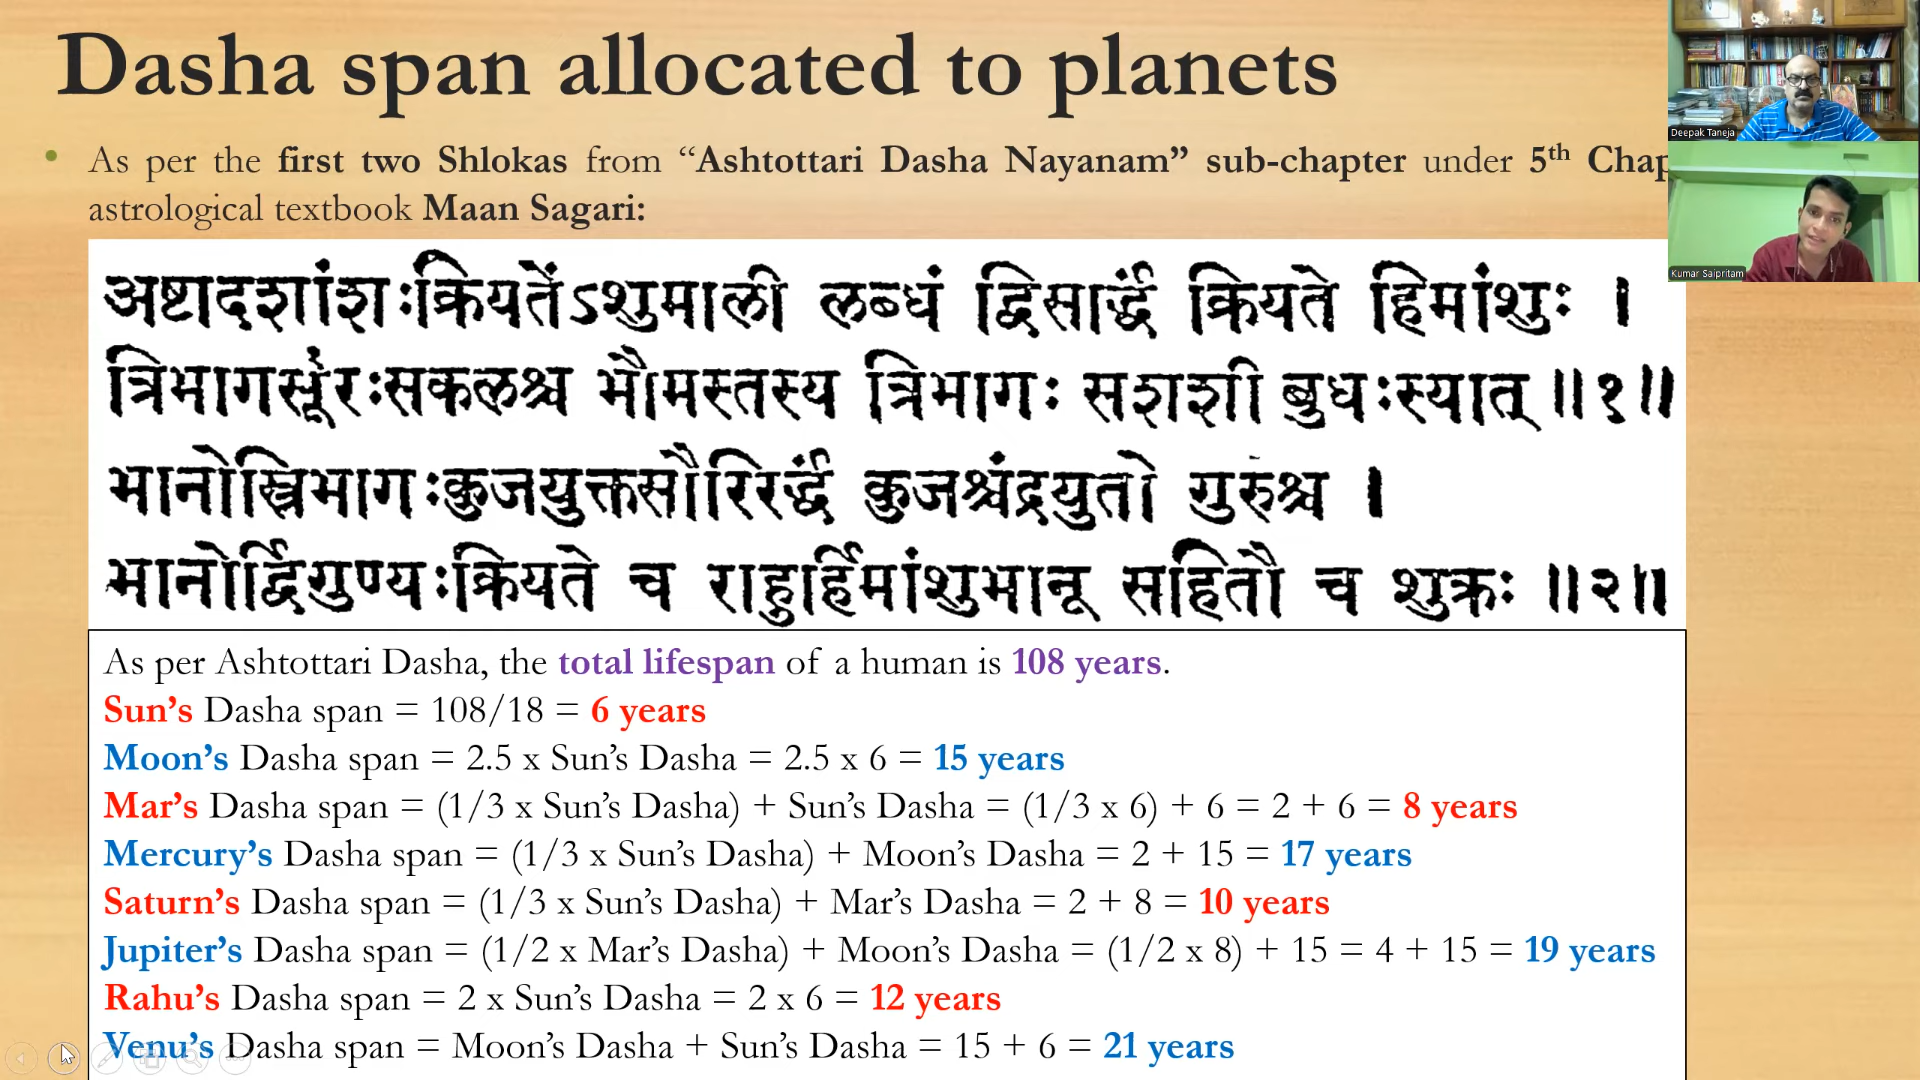 Dasha span allocated to planets
• As per the first two Shlokas from “Ashtottari Dasha Nayanam” sub-chapter under 5th Chap
astrological textbook Maan Sagari:
अष्टादशांशःक्रियतेंऽशुमाली लब्धं द्विसार्द्धं क्रियते हिमांशुः ।
त्रिभागसूंरःसकलश्च भौमस्तस्य त्रिभागः सशशी बुधःस्यात् ॥१॥
भानोस्त्रिभागःकुजयुक्तसौरिरर्द्धं कुजश्चंद्रयुतो गुरुश्च ।
भानोर्द्विगुण्यःक्रियते च राहुर्हिमांशुभानू सहितौ च शुक्रः ॥२॥
As per Ashtottari Dasha, the total lifespan of a human is 108 years.
Sun’s Dasha span = 108/18 = 6 years
Moon’s Dasha span = 2.5 x Sun’s Dasha = 2.5 x 6 = 15 years
Mar’s Dasha span = (1/3 x Sun’s Dasha) + Sun’s Dasha = (1/3 x 6) + 6 = 2 + 6 = 8 years
Mercury’s Dasha span = (1/3 x Sun’s Dasha) + Moon’s Dasha = 2 + 15 = 17 years
Saturn’s Dasha span = (1/3 x Sun’s Dasha) + Mar’s Dasha = 2 + 8 = 10 years
Jupiter’s Dasha span = (1/2 x Mar’s Dasha) + Moon’s Dasha = (1/2 x 8) + 15 = 4 + 15 = 19 years
Rahu’s Dasha span = 2 x Sun’s Dasha = 2 x 6 = 12 years
Venu’s Dasha span = Moon’s Dasha + Sun’s Dasha = 15 + 6 = 21 years
Deepak Taneja
Kumar Saipritam